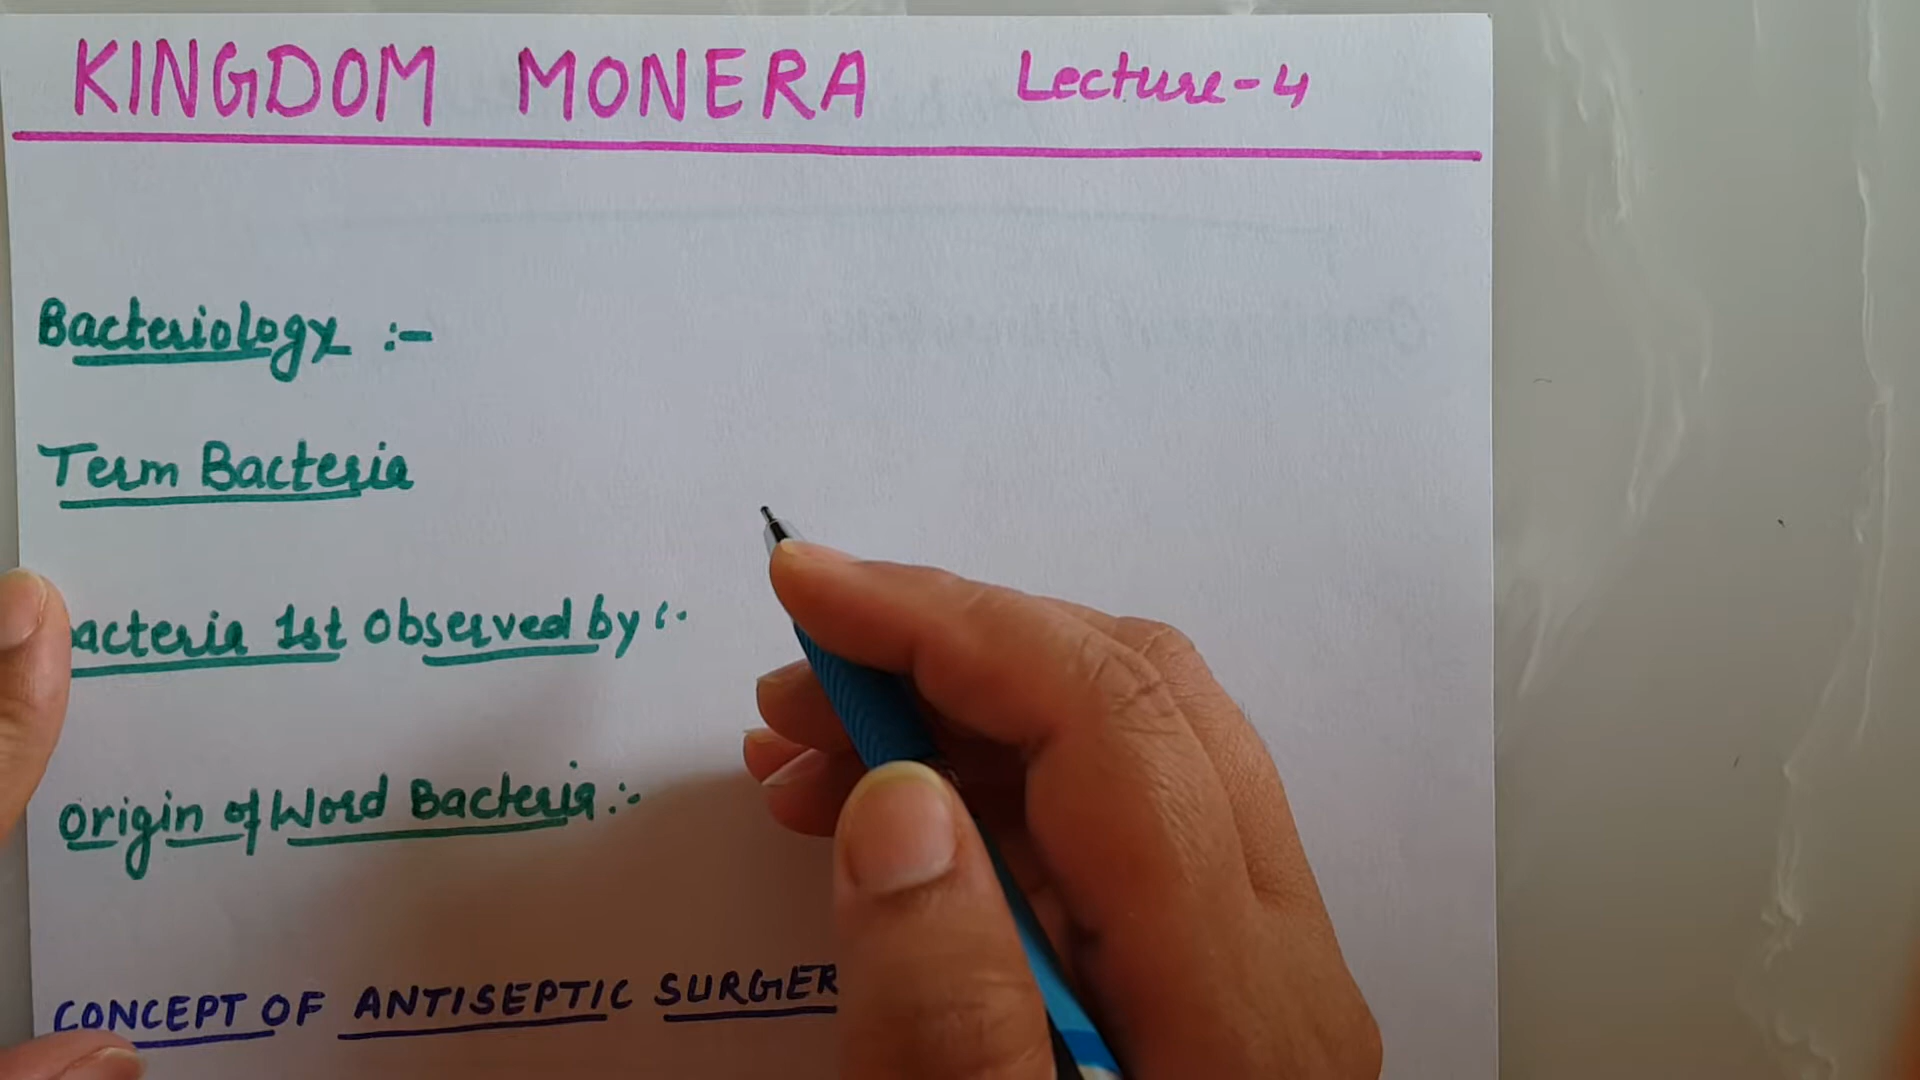 KINGDOM MONERA Lecture-4
Bacteriology :-
Term Bacteria
acteria 1st Observed by :-
Origin of Word Bacteria :-
CONCEPT OF ANTISEPTIC SURGER